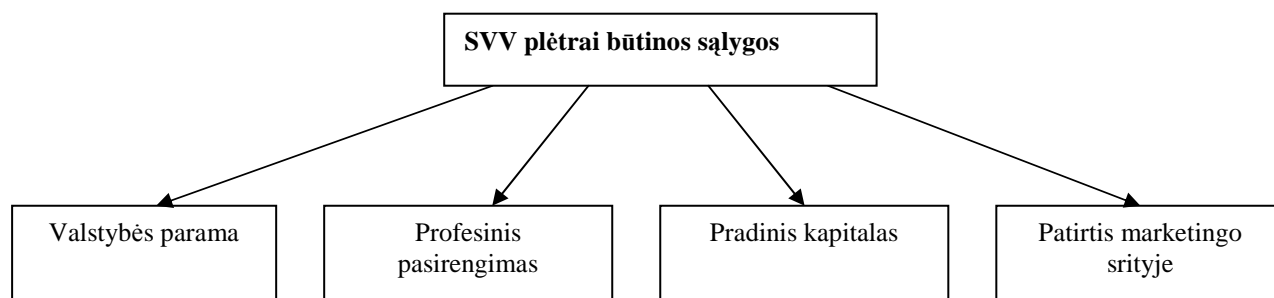 SVV plėtrai būtinos sąlygos
Valstybės parama
Profesinis
pasirengimas
Pradinis kapitalas
Patirtis marketingo
srityje